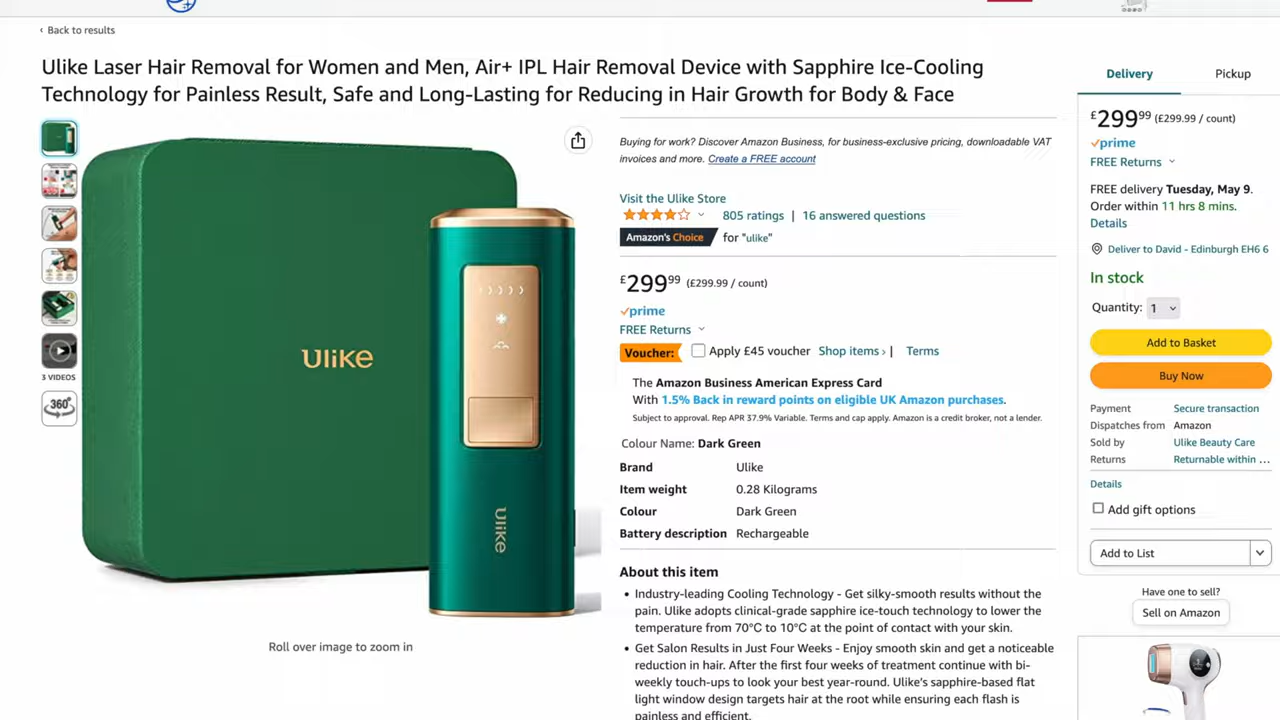 ‹ Back to results
Ulike Laser Hair Removal for Women and Men, Air+ IPL Hair Removal Device with Sapphire Ice-Cooling
Technology for Painless Result, Safe and Long-Lasting for Reducing in Hair Growth for Body & Face
3 VIDEOS
360°
Ulike
Ulike
Roll over image to zoom in
Buying for work? Discover Amazon Business, for business-exclusive pricing, downloadable VAT
invoices and more. Create a FREE account
Visit the Ulike Store
805 ratings | 16 answered questions
Amazon's Choice for "ulike"
£299⁹⁹ (£299.99 / count)
prime
FREE Returns
Voucher: Apply £45 voucher Shop items › | Terms
The Amazon Business American Express Card
With 1.5% Back in reward points on eligible UK Amazon purchases.
Subject to approval. Rep APR 37.9% Variable. Terms and cap apply. Amazon is a credit broker, not a lender.
Colour Name: Dark Green
Brand Ulike
Item weight 0.28 Kilograms
Colour Dark Green
Battery description Rechargeable
About this item
• Industry-leading Cooling Technology - Get silky-smooth results without the
pain. Ulike adopts clinical-grade sapphire ice-touch technology to lower the
temperature from 70°C to 10°C at the point of contact with your skin.
• Get Salon Results in Just Four Weeks - Enjoy smooth skin and get a noticeable
reduction in hair. After the first four weeks of treatment continue with bi-
weekly touch-ups to look your best year-round. Ulike's sapphire-based flat
light window design targets hair at the root while ensuring each flash is
painless and efficient.
Delivery Pickup
£299⁹⁹ (£299.99 / count)
prime
FREE Returns
FREE delivery Tuesday, May 9.
Order within 11 hrs 8 mins.
Details
Deliver to David - Edinburgh EH6 6
In stock
Quantity: 1
Add to Basket
Buy Now
Payment Secure transaction
Dispatches from Amazon
Sold by Ulike Beauty Care
Returns Returnable within ...
Details
Add gift options
Add to List
Have one to sell?
Sell on Amazon